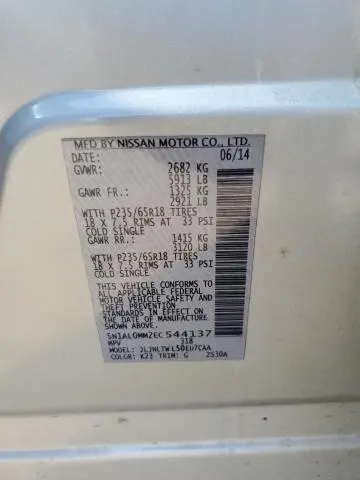 MFD BY NISSAN MOTOR CO., LTD.
DATE: 06/14
GVWR: 2682 KG
5913 LB
GAWR FR.: 1325 KG
2921 LB
WITH P235/65R18 TIRES
18 X 7.5 RIMS AT 33 PSI
COLD SINGLE
GAWR RR.: 1415 KG
3120 LB
WITH P235/65R18 TIRES
18 X 7.5 RIMS AT 33 PSI
COLD SINGLE
THIS VEHICLE CONFORMS TO
ALL APPLICABLE FEDERAL
MOTOR VEHICLE SAFETY AND
THEFT PREVENTION
STANDARDS IN EFFECT ON
THE DATE OF MANUFACTURE
SHOWN ABOVE.
5N1AL0MM2EC544137
MPV 318
MODEL: JLJNLTWL50EU7CAA
COLOR: K23 TRIM: G 2530A